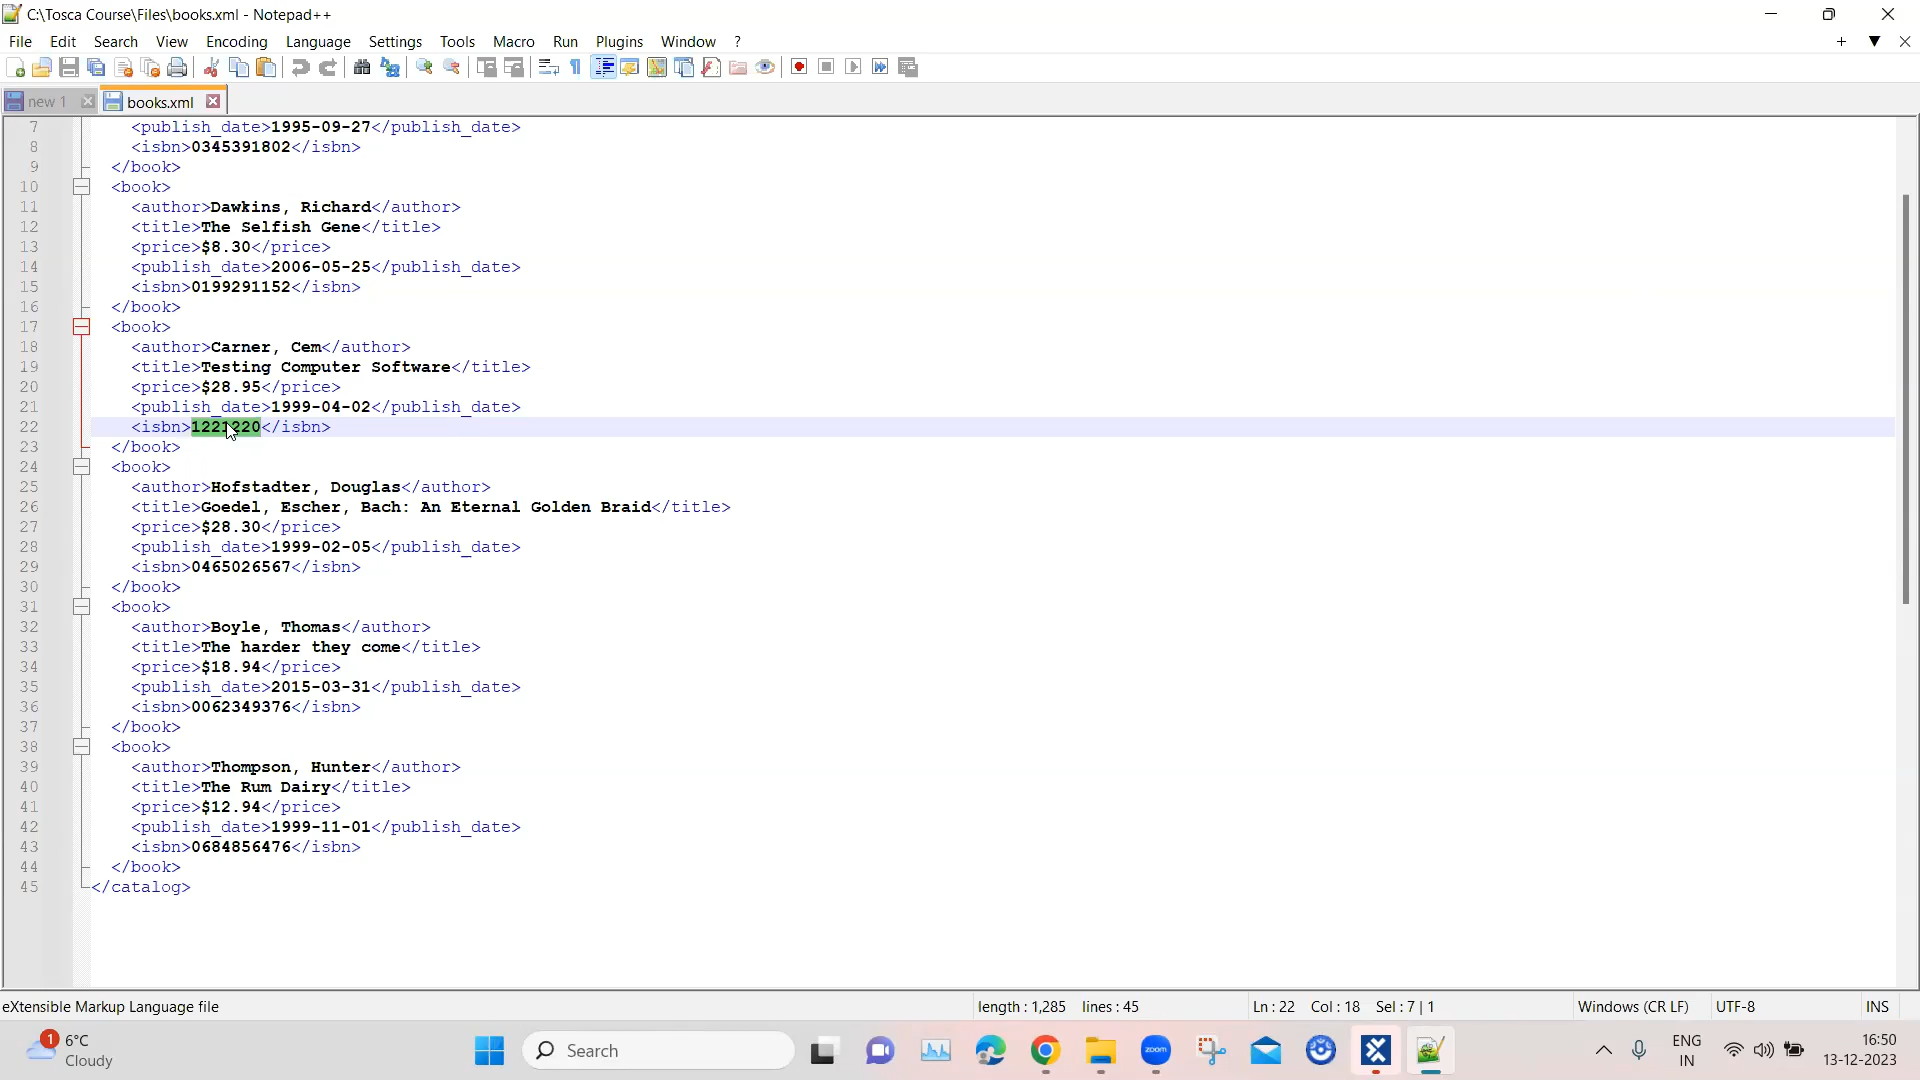 C:\Tosca Course\Files\books.xml - Notepad++
File Edit Search View Encoding Language Settings Tools Macro Run Plugins Window ?
new 1 books.xml
7 <publish_date>1995-09-27</publish_date>
8 <isbn>0345391802</isbn>
9 </book>
10 <book>
11 <author>Dawkins, Richard</author>
12 <title>The Selfish Gene</title>
13 <price>$8.30</price>
14 <publish_date>2006-05-25</publish_date>
15 <isbn>0199291152</isbn>
16 </book>
17 <book>
18 <author>Carner, Cem</author>
19 <title>Testing Computer Software</title>
20 <price>$28.95</price>
21 <publish_date>1999-04-02</publish_date>
22 <isbn>1221220</isbn>
23 </book>
24 <book>
25 <author>Hofstadter, Douglas</author>
26 <title>Goedel, Escher, Bach: An Eternal Golden Braid</title>
27 <price>$28.30</price>
28 <publish_date>1999-02-05</publish_date>
29 <isbn>0465026567</isbn>
30 </book>
31 <book>
32 <author>Boyle, Thomas</author>
33 <title>The harder they come</title>
34 <price>$18.94</price>
35 <publish_date>2015-03-31</publish_date>
36 <isbn>0062349376</isbn>
37 </book>
38 <book>
39 <author>Thompson, Hunter</author>
40 <title>The Rum Dairy</title>
41 <price>$12.94</price>
42 <publish_date>1999-11-01</publish_date>
43 <isbn>0684856476</isbn>
44 </book>
45 </catalog>
eXtensible Markup Language file length : 1,285 lines : 45 Ln : 22 Col : 18 Sel : 7 | 1 Windows (CR LF) UTF-8 INS
1 6°C
Cloudy
Search
zoom
ENG
IN
16:50
13-12-2023